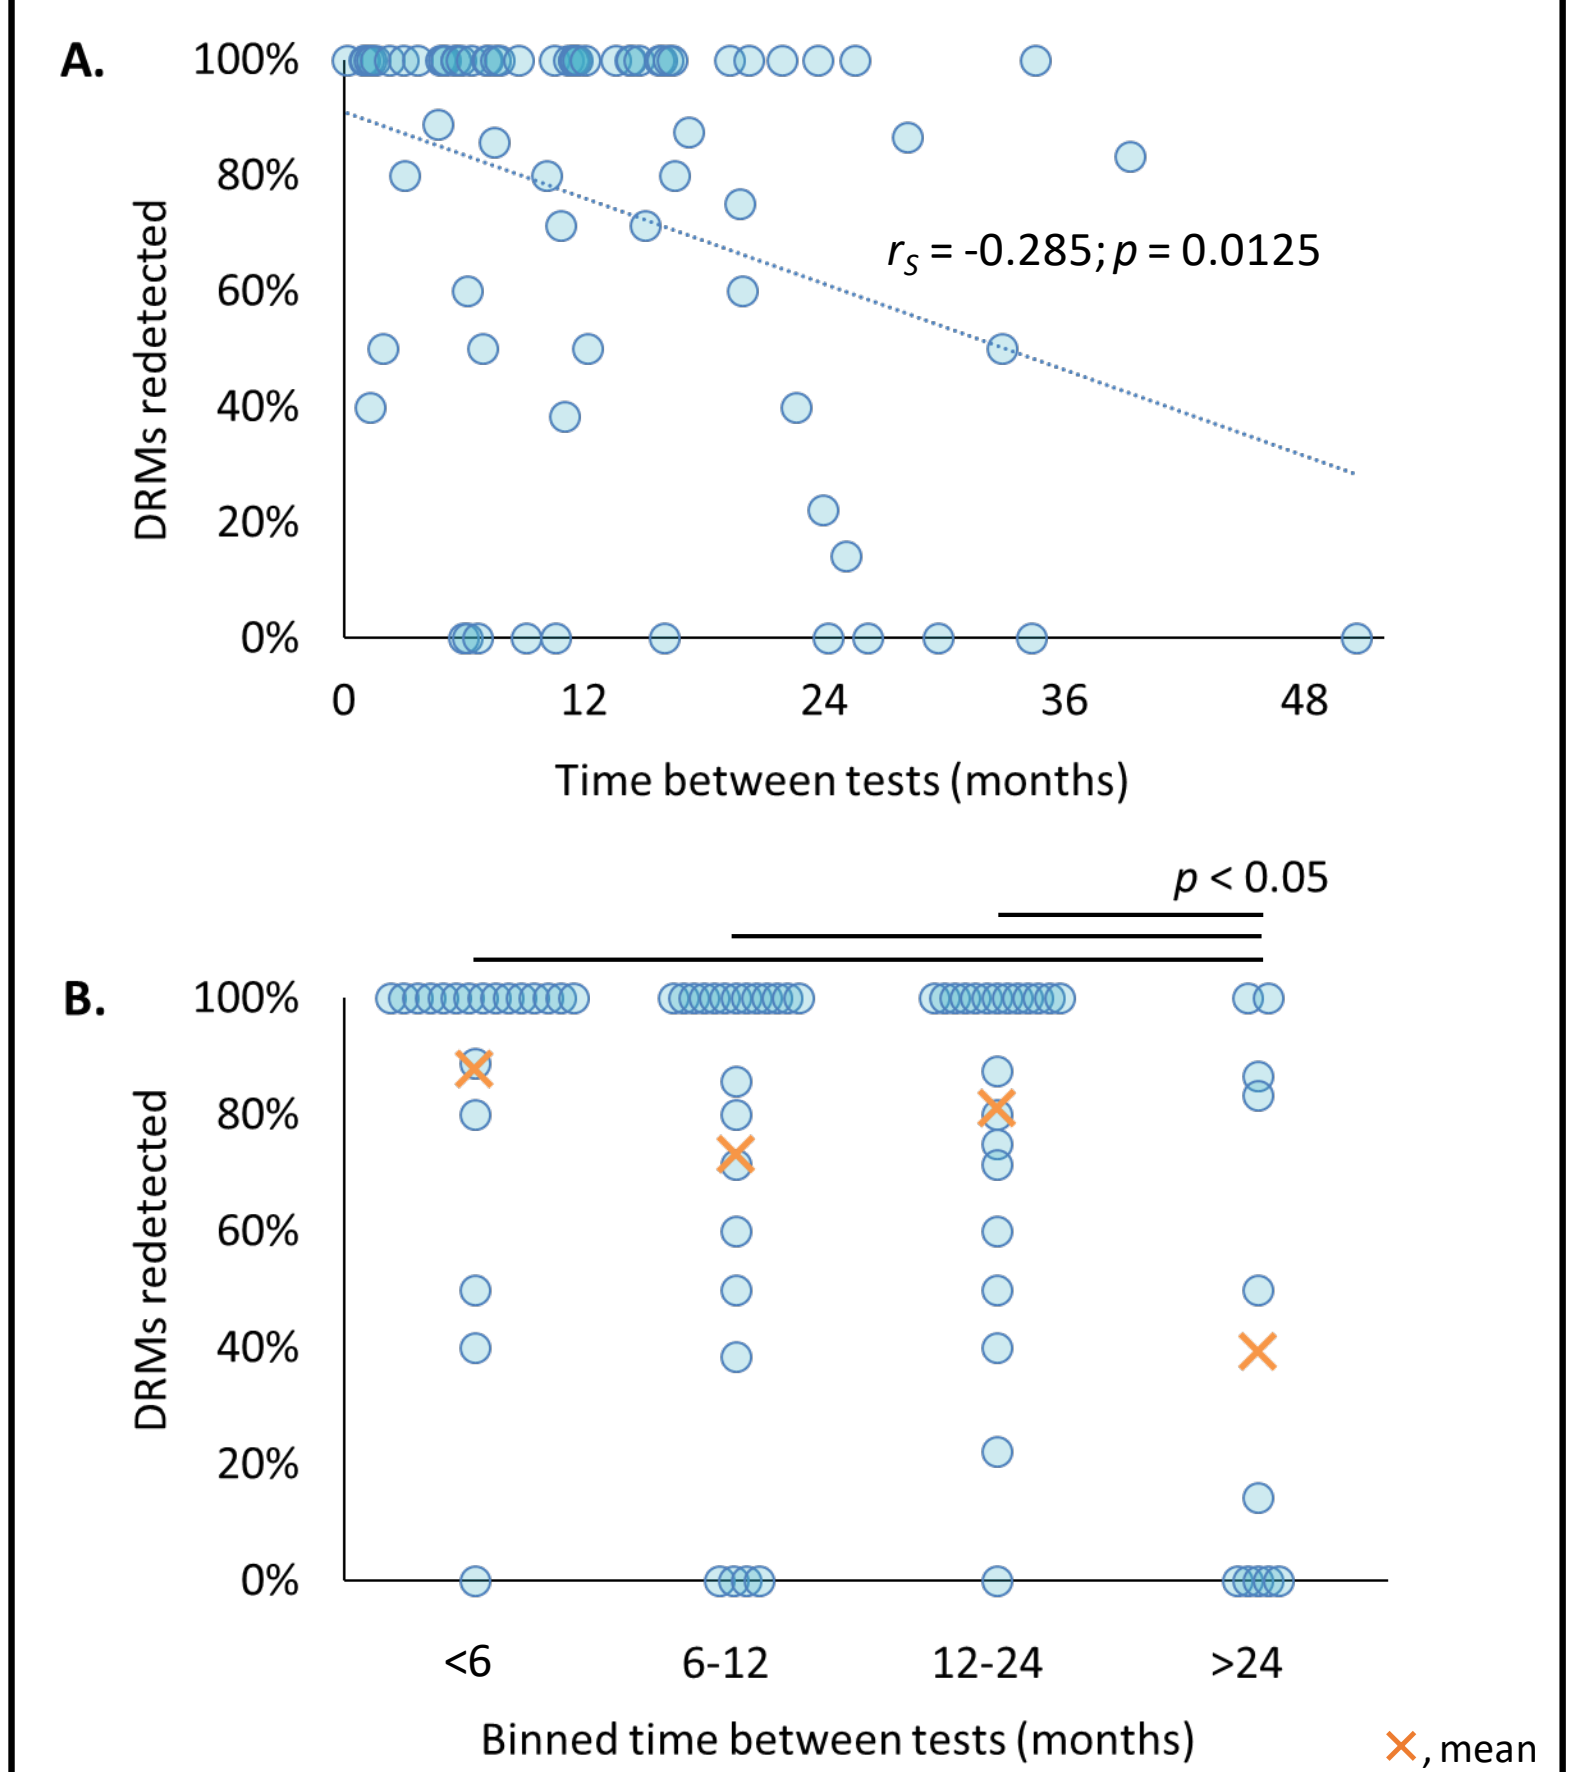 A.
100%
80%
60%
40%
20%
0%
DRMs redetected
rS = -0.285; p = 0.0125
0 12 24 36 48
Time between tests (months)
p < 0.05
B.
100%
80%
60%
40%
20%
0%
DRMs redetected
<6 6-12 12-24 >24
Binned time between tests (months)
, mean